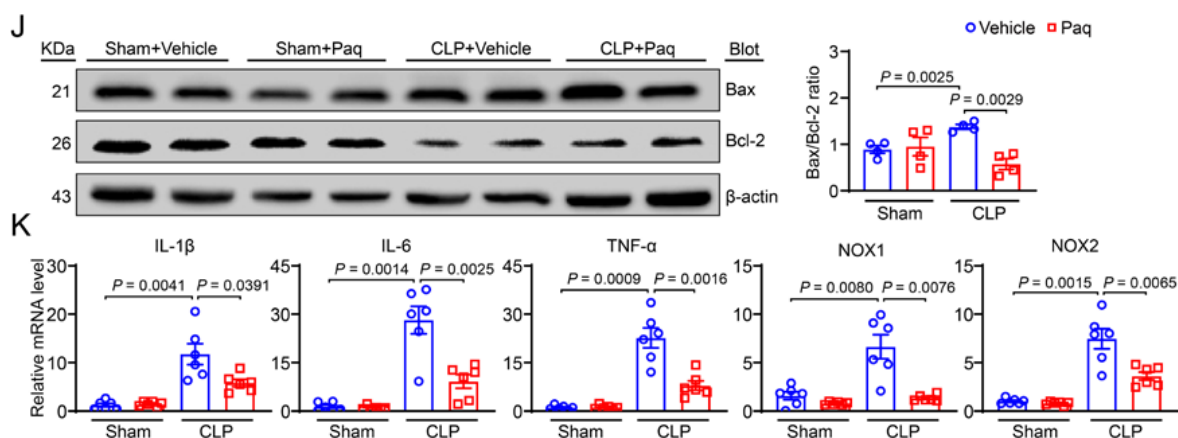 J
KDa Sham+Vehicle Sham+Paq CLP+Vehicle CLP+Paq Blot
21 Bax
26 Bcl-2
43 β-actin
Vehicle Paq
Bax/Bcl-2 ratio
3
2
1
0
P = 0.0025
P = 0.0029
Sham CLP
K
Relative mRNA level
IL-1β
30
20
10
0
P = 0.0041 P = 0.0391
Sham CLP
IL-6
45
30
15
0
P = 0.0014 P = 0.0025
Sham CLP
TNF-α
45
30
15
0
P = 0.0009 P = 0.0016
Sham CLP
NOX1
15
10
5
0
P = 0.0080 P = 0.0076
Sham CLP
NOX2
15
10
5
0
P = 0.0015 P = 0.0065
Sham CLP